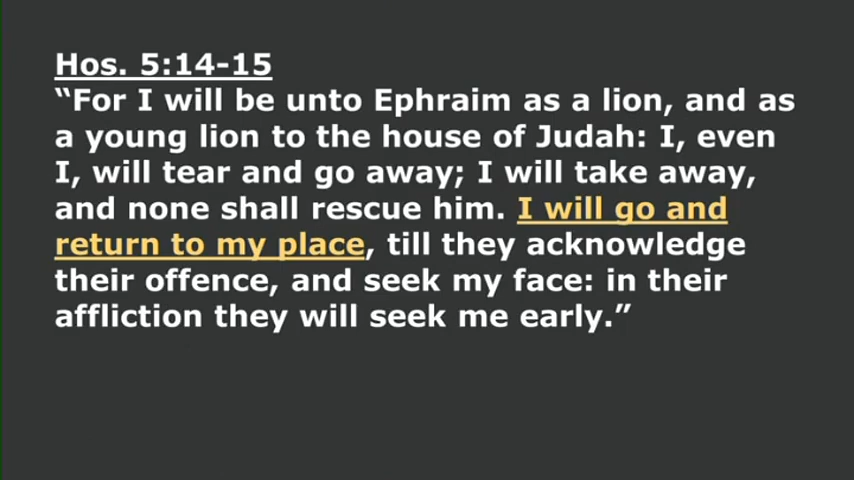 Hos. 5:14-15
“For I will be unto Ephraim as a lion, and as
a young lion to the house of Judah: I, even
I, will tear and go away; I will take away,
and none shall rescue him. I will go and
return to my place, till they acknowledge
their offence, and seek my face: in their
affliction they will seek me early.”